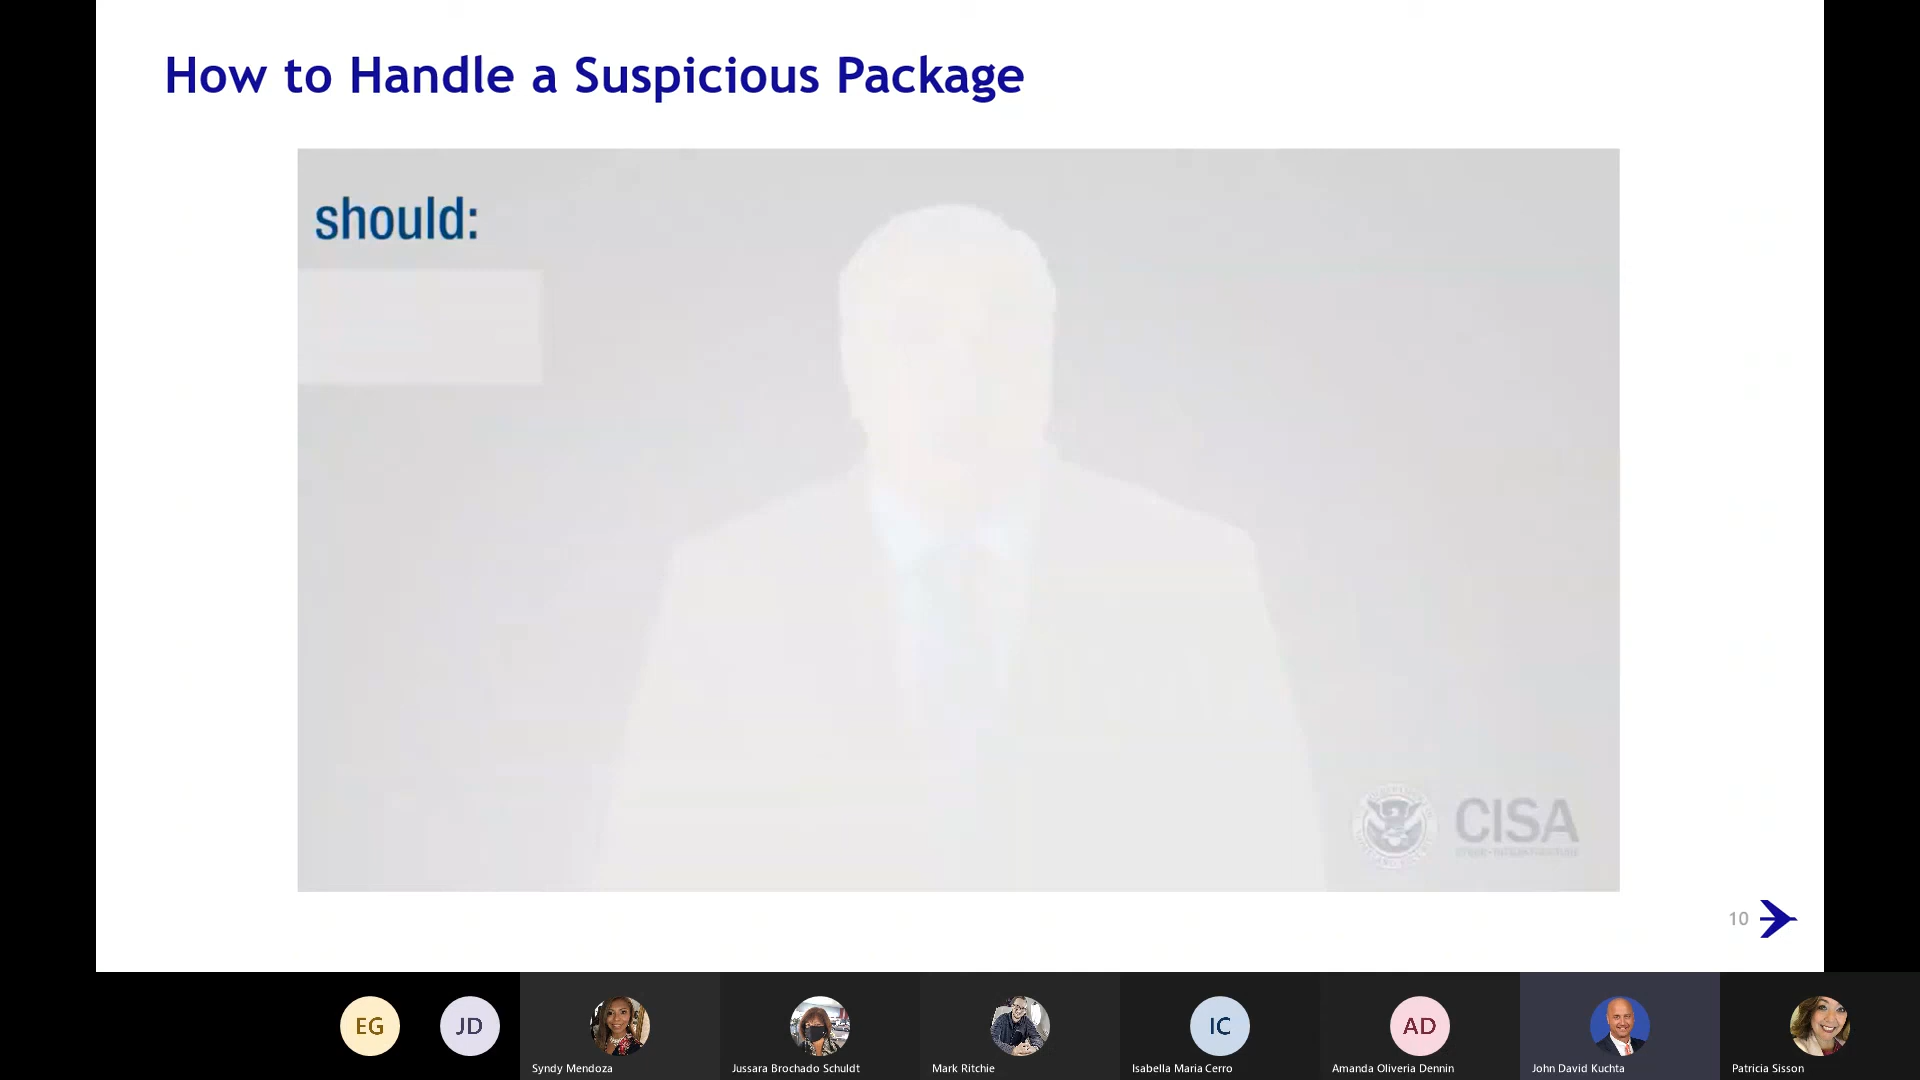 How to Handle a Suspicious Package
should:
CISA
10
EG
JD
IC
AD
Syndy Mendoza
Jussara Brochado Schuldt
Mark Ritchie
Isabella Maria Cerro
Amanda Oliveria Dennin
John David Kuchta
Patricia Sisson